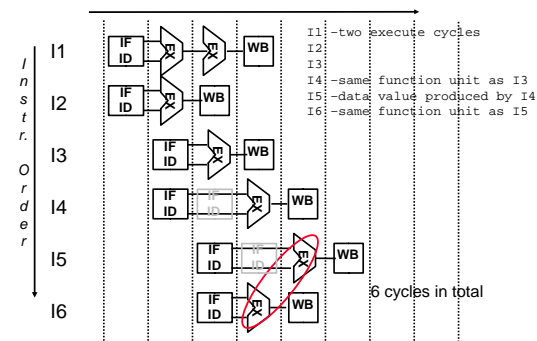 I1 –two execute cycles
I2
I3
I4 –same function unit as I3
I5 –data value produced by I4
I6 –same function unit as I5
Instr. Order
I1 IF ID EX EX WB
I2 IF ID EX WB
I3 IF ID EX WB
I4 IF ID IF ID EX WB
I5 IF ID IF ID EX WB
6 cycles in total
I6 IF ID EX WB